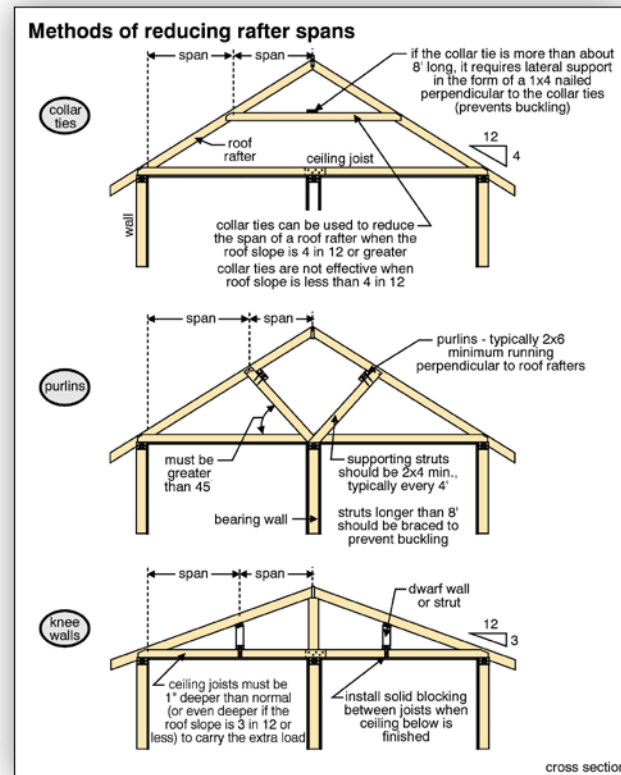 Methods of reducing rafter spans
span
span
if the collar tie is more than about
8' long, it requires lateral support
in the form of a 1x4 nailed
perpendicular to the collar ties
(prevents buckling)
collar
ties
12
4
roof
rafter
ceiling joist
wall
collar ties can be used to reduce
the span of a roof rafter when the
roof slope is 4 in 12 or greater
collar ties are not effective when
roof slope is less than 4 in 12
span
span
purlins - typically 2x6
minimum running
perpendicular to roof rafters
purlins
must be
greater
than 45
supporting struts
should be 2x4 min.,
typically every 4'
bearing wall
struts longer than 8'
should be braced to
prevent buckling
span
span
dwarf wall
or strut
knee
walls
12
3
ceiling joists must be
1" deeper than normal
(or even deeper if the
roof slope is 3 in 12 or
less) to carry the extra load
install solid blocking
between joists when
ceiling below is
finished
cross section